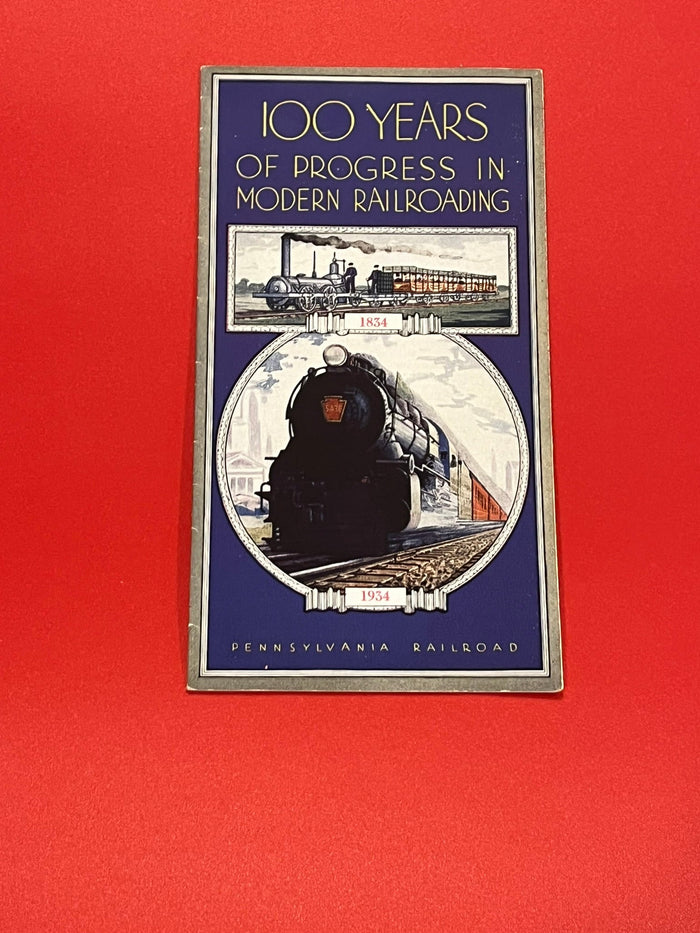 100 YEARS
OF PROGRESS IN
MODERN RAILROADING
1834
1934
PENNSYLVANIA RAILROAD